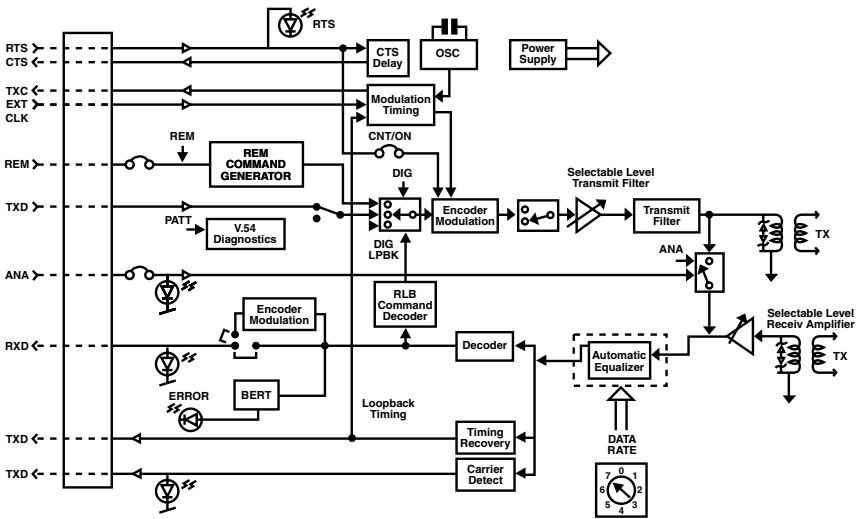 RTS
RTS
CTS
CTS
Delay
OSC
Power
Supply
TXC
EXT
CLK
Modulation
Timing
REM
CNT/ON
REM
REM
COMMAND
GENERATOR
DIG
Selectable Level
Transmit Filter
TXD
PATT
V.54
Diagnostics
DIG
LPBK
Encoder
Modulation
Transmit
Filter
TX
ANA
ANA
RLB
Command
Decoder
Encoder
Modulation
Selectable Level
Receiv Amplifier
RXD
Decoder
Automatic
Equalizer
TX
ERROR
BERT
Loopback
Timing
DATA
RATE
TXD
Timing
Recovery
TXD
Carrier
Detect
7 0 1
6 2
5 4 3